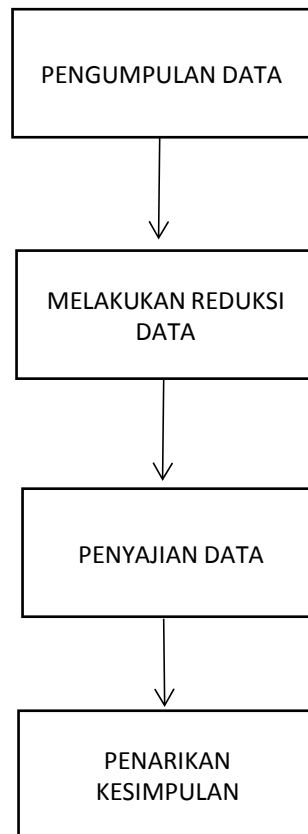 PENGUMPULAN DATA
MELAKUKAN REDUKSI
DATA
PENYAJIAN DATA
PENARIKAN
KESIMPULAN